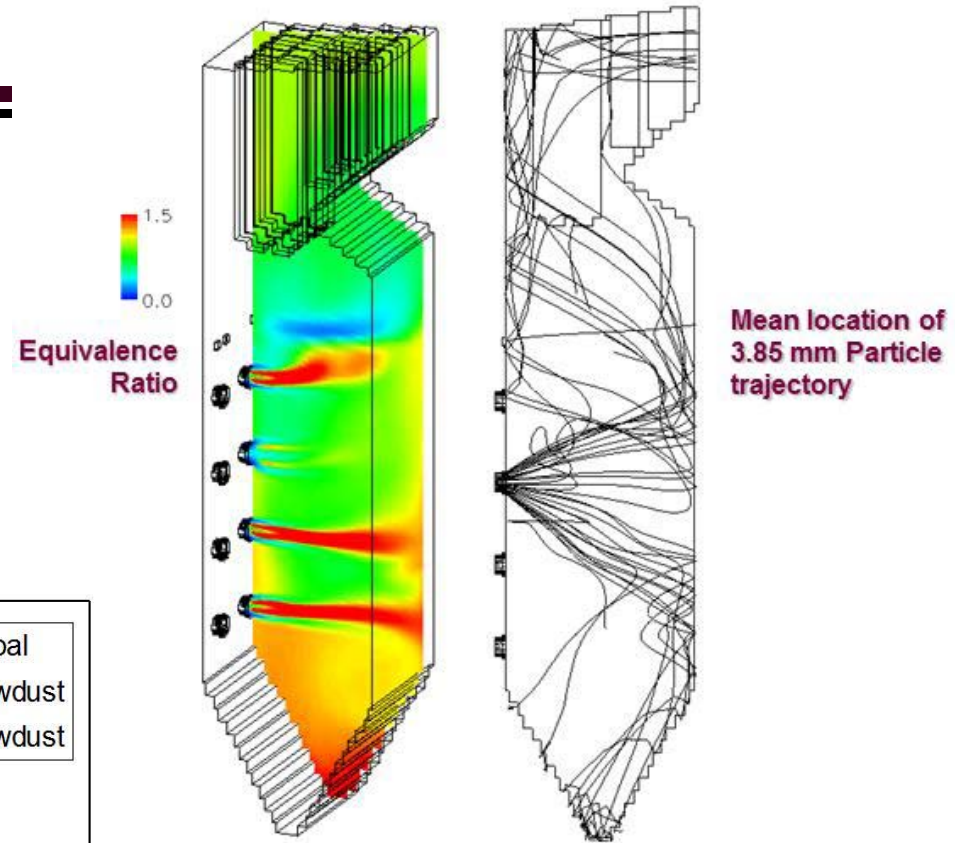 1.5
0.0
Equivalence
Ratio
Mean location of
3.85 mm Particle
trajectory